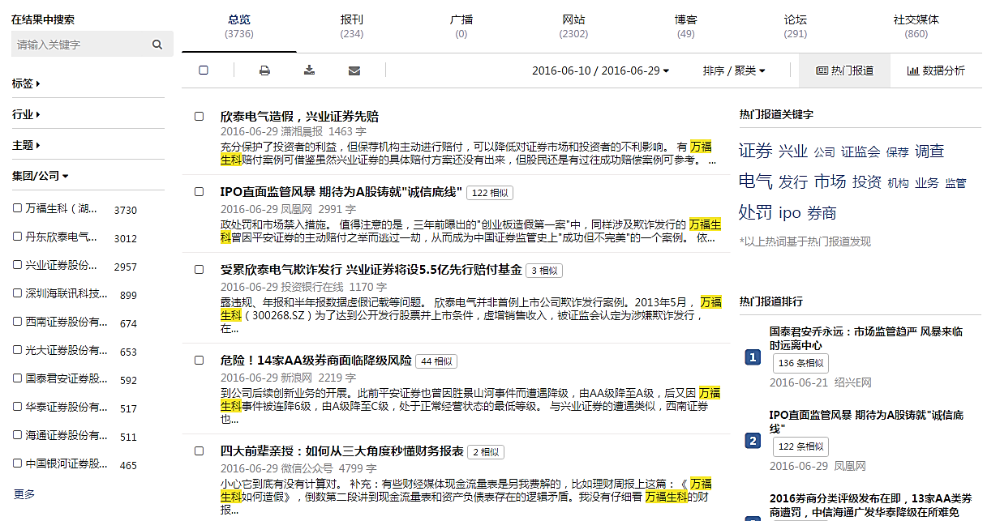 在结果中搜索
请输入关键字
标签
行业
主题
集团/公司
万福生科（湖... 3730
丹东欣泰电气... 3012
兴业证券股份... 2957
深圳海联讯科技... 899
西南证券股份有... 674
光大证券股份有... 653
国泰君安证券股... 592
华泰证券股份有... 517
海通证券股份有... 511
中国银河证券股... 465
更多
总览 报刊 广播 网站 博客 论坛 社交媒体
(3736) (234) (0) (2302) (49) (291) (860)
2016-06-10 / 2016-06-29 排序 / 聚类 热门报道 数据分析
欣泰电气造假，兴业证券先赔
2016-06-29 潇湘晨报 1463 字
充分保护了投资者的利益，但保荐机构主动进行赔付，可以降低对证券市场和投资者的不利影响。 有 万福
生科赔付案例可借鉴虽然兴业证券的具体赔付方案还没有出来，但股民还是有过往成功赔偿案例可参考。 ...
IPO直面监管风暴 期待为A股铸就"诚信底线" 122 相似
2016-06-29 凤凰网 2991 字
政处罚和市场禁入措施。 值得注意的是，三年前曝出的"创业板造假第一案"中，同样涉及欺诈发行的 万福生
科曾因平安证券的主动赔付之举而逃过一劫，从而成为中国证券监管史上"成功但不完美"的一个案例。 依...
受累欣泰电气欺诈发行 兴业证券将设5.5亿先行赔付基金 3 相似
2016-06-29 投资银行在线 1170 字
露违规、年报和半年报数据虚假记载等问题。 欣泰电气并非首例上市公司欺诈发行案例。2013年5月， 万福
生科（300268.SZ）为了达到公开发行股票并上市条件，虚增销售收入，被证监会认定为涉嫌欺诈发行，
在...
危险！14家AA级券商面临降级风险 44 相似
2016-06-29 新浪网 2219 字
到公司后续创新业务的开展。此前平安证券也曾因胜景山河事件而遭遇降级，由AA级降至A级，后又因 万福
生科事件被连降6级，由A级降至C级，处于正常经营状态的最低等级。 与兴业证券的遭遇类似，西南证券
也...
四大前辈亲授：如何从三大角度秒懂财务报表 2 相似
2016-06-29 微信公众号 4799 字
小心它到底有没有计算对。 补充：有些财经媒体现金流量表是另我费解的，比如理财周报上这篇：《 万福
生科如何造假》，倒数第二段讲到现金流量表和资产负债表存在的逻辑矛盾。我没有仔细看 万福生科的财
报...
热门报道关键字
证券 兴业 公司 证监会 保荐 调查
电气 发行 市场 投资 机构 业务 监管
处罚 ipo 券商
*以上热词基于热门报道发现
热门报道排行
国泰君安乔永远：市场监管趋严 风暴来临
时远离中心
1
136 条相似
2016-06-21 绍兴E网
IPO直面监管风暴 期待为A股铸就"诚信底
线"
2
122 条相似
2016-06-29 凤凰网
2016券商分类评级发布在即，13家AA类券
商遭罚，中信海通广发华泰降级在所难免